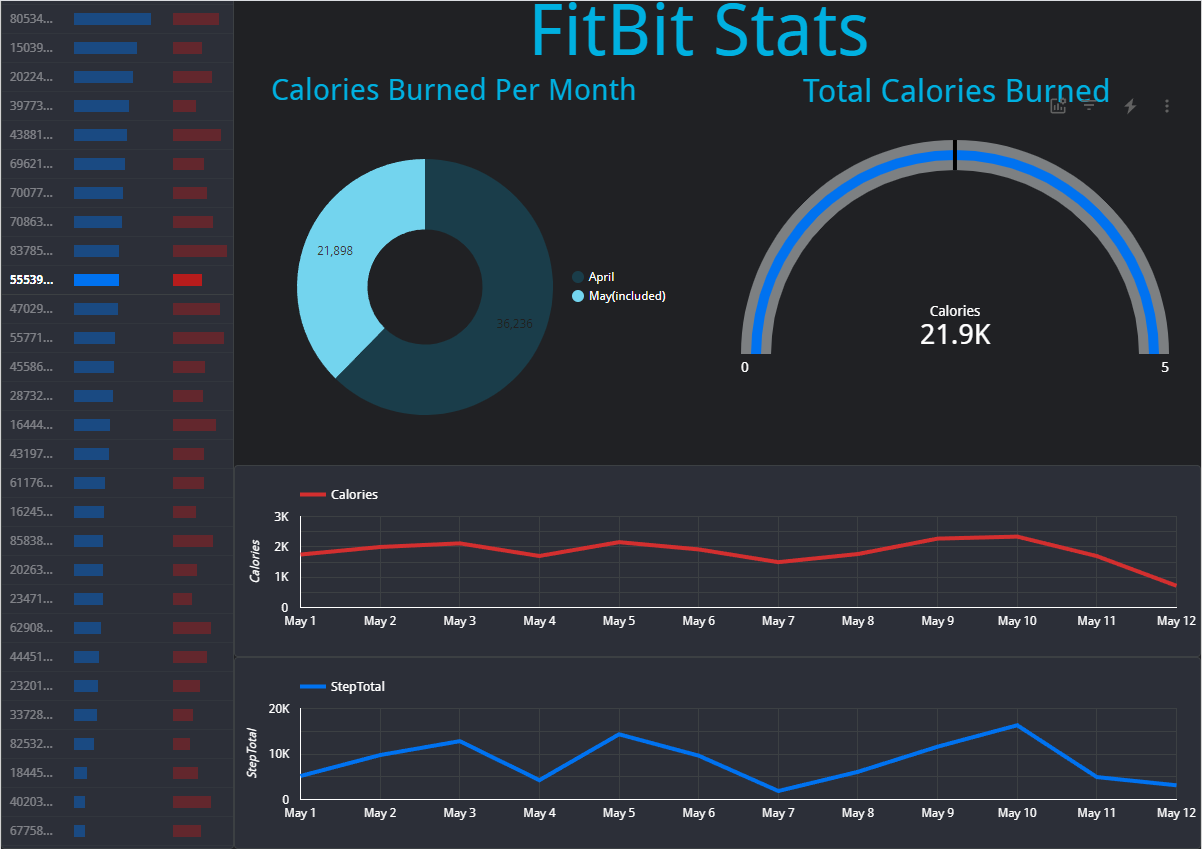 80534...
15039...
20224...
39773...
43881...
69621...
70077...
70863...
83785...
55539...
47029...
55771...
45586...
28732...
16444...
43197...
61176...
16245...
85838...
20263...
23471...
62908...
44451...
23201...
33728...
82532...
18445...
40203...
67758...
FitBit Stats
Calories Burned Per Month
21,898
36,236
April
May(included)
Total Calories Burned
Calories
21.9K
0 5
Calories
Calories
3K
2K
1K
0
May 1 May 2 May 3 May 4 May 5 May 6 May 7 May 8 May 9 May 10 May 11 May 12
StepTotal
StepTotal
20K
10K
0
May 1 May 2 May 3 May 4 May 5 May 6 May 7 May 8 May 9 May 10 May 11 May 12